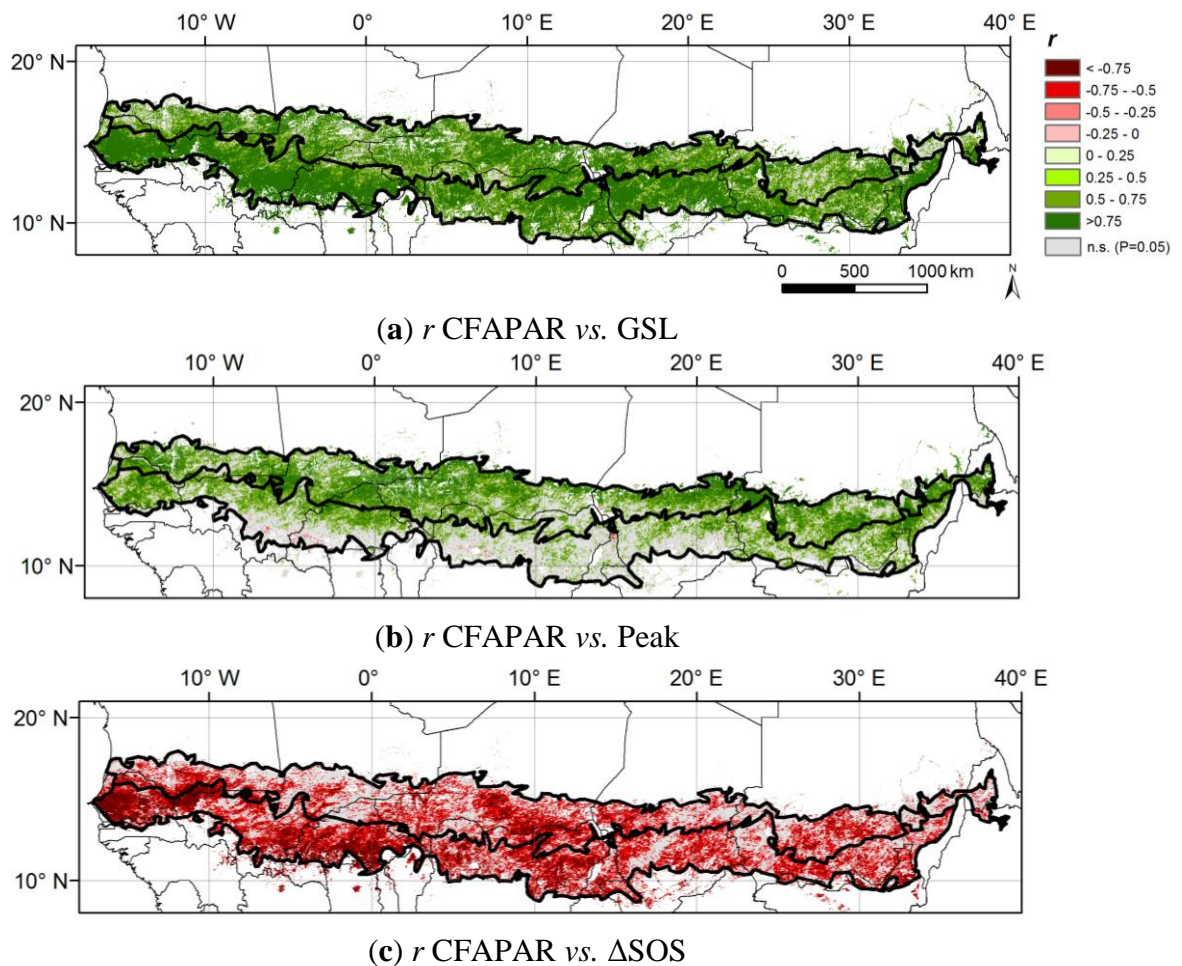 10° W 0° 10° E 20° E 30° E 40° E
20° N
10° N
r
< -0.75
-0.75 - -0.5
-0.5 - -0.25
-0.25 - 0
0 - 0.25
0.25 - 0.5
0.5 - 0.75
>0.75
n.s. (P=0.05)
0 500 1000 km
N
(a) r CFAPAR vs. GSL
10° W 0° 10° E 20° E 30° E 40° E
20° N
10° N
(b) r CFAPAR vs. Peak
10° W 0° 10° E 20° E 30° E 40° E
20° N
10° N
(c) r CFAPAR vs. ΔSOS